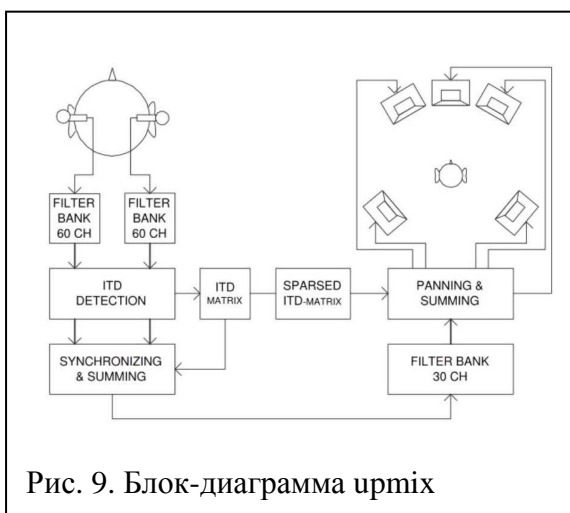 FILTER
BANK
60 CH
FILTER
BANK
60 CH
ITD
DETECTION
ITD
MATRIX
SPARSED
ITD-MATRIX
PANNING &
SUMMING
SYNCHRONIZING
& SUMMING
FILTER BANK
30 CH
Рис. 9. Блок-диаграмма upmix